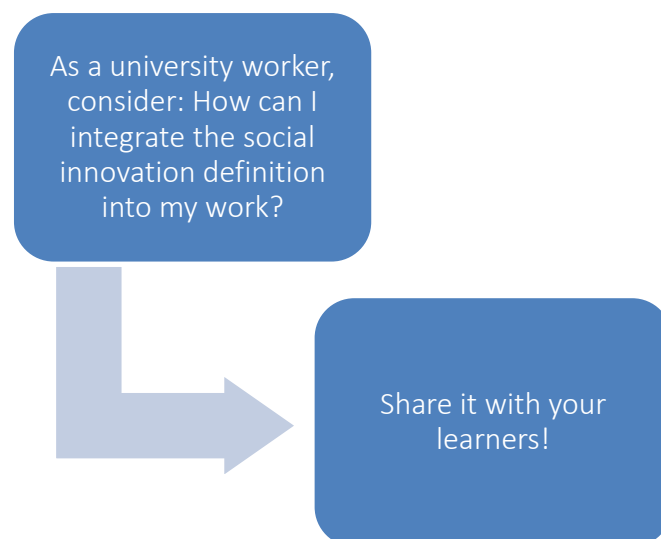 As a university worker,
consider: How can I
integrate the social
innovation definition
into my work?
Share it with your
learners!